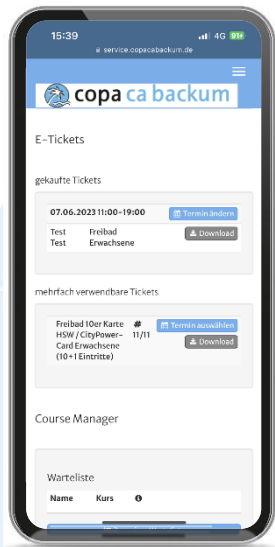 15:39 4G 91+
service.copacabackum.de
copa ca backum
E-Tickets
gekaufte Tickets
07.06.2023 11:00-19:00 Termin ändern
Test Freibad Download
Test Erwachsene
mehrfach verwendbare Tickets
Freibad 10er Karte # Termin auswählen
HSW / CityPower- 11/11 Download
Card Erwachsene
(10+1 Eintritte)
Course Manager
Warteliste
Name Kurs